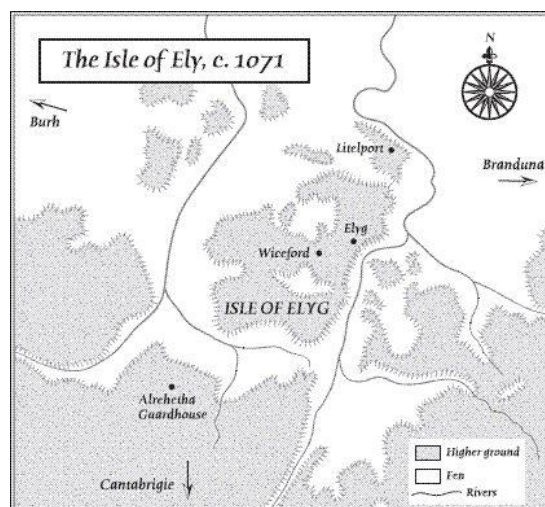 The Isle of Ely, c. 1071
N
Burh
Litelport
Branduna
Elyg
Wiceford
ISLE OF ELYG
Alrehetha
Guardhouse
Higher ground
Fen
Rivers
Cantabrigie